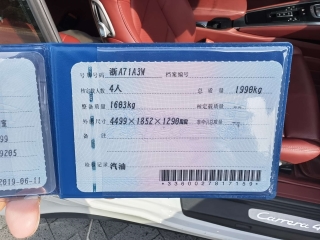 号牌号码 浙A71A3W 档案编号
核定载人数 4人 总质量 1990kg
整备质量 1603kg 核定载质量 --
外廓尺寸 4499×1852×1290mm 准牵引总质量 --
备注
检验记录 汽油
99
2019-06-11
Carrera 4